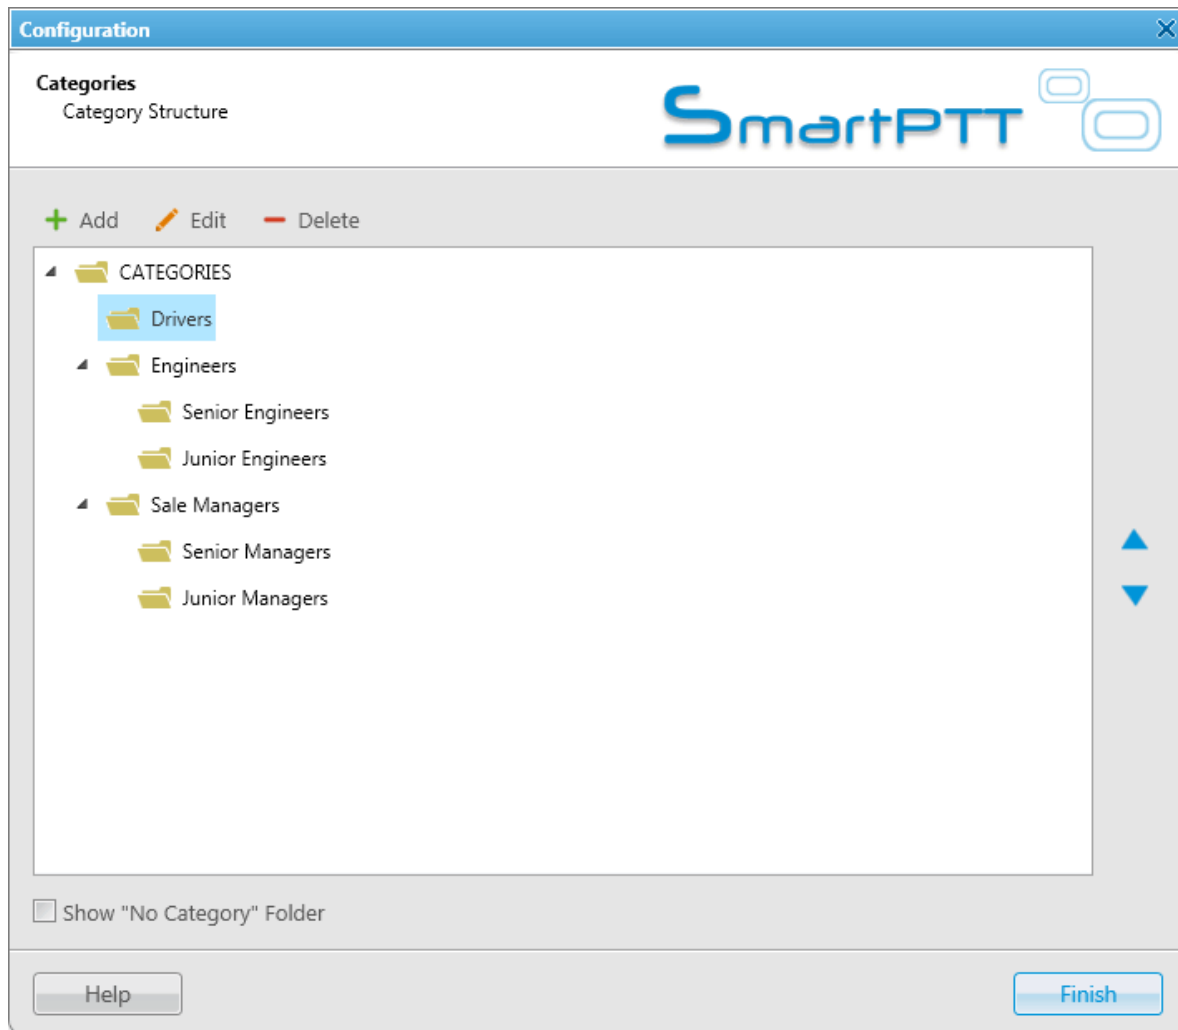 Configuration
Categories
Category Structure
SmartPTT
Add Edit Delete
CATEGORIES
Drivers
Engineers
Senior Engineers
Junior Engineers
Sale Managers
Senior Managers
Junior Managers
Show "No Category" Folder
Help Finish